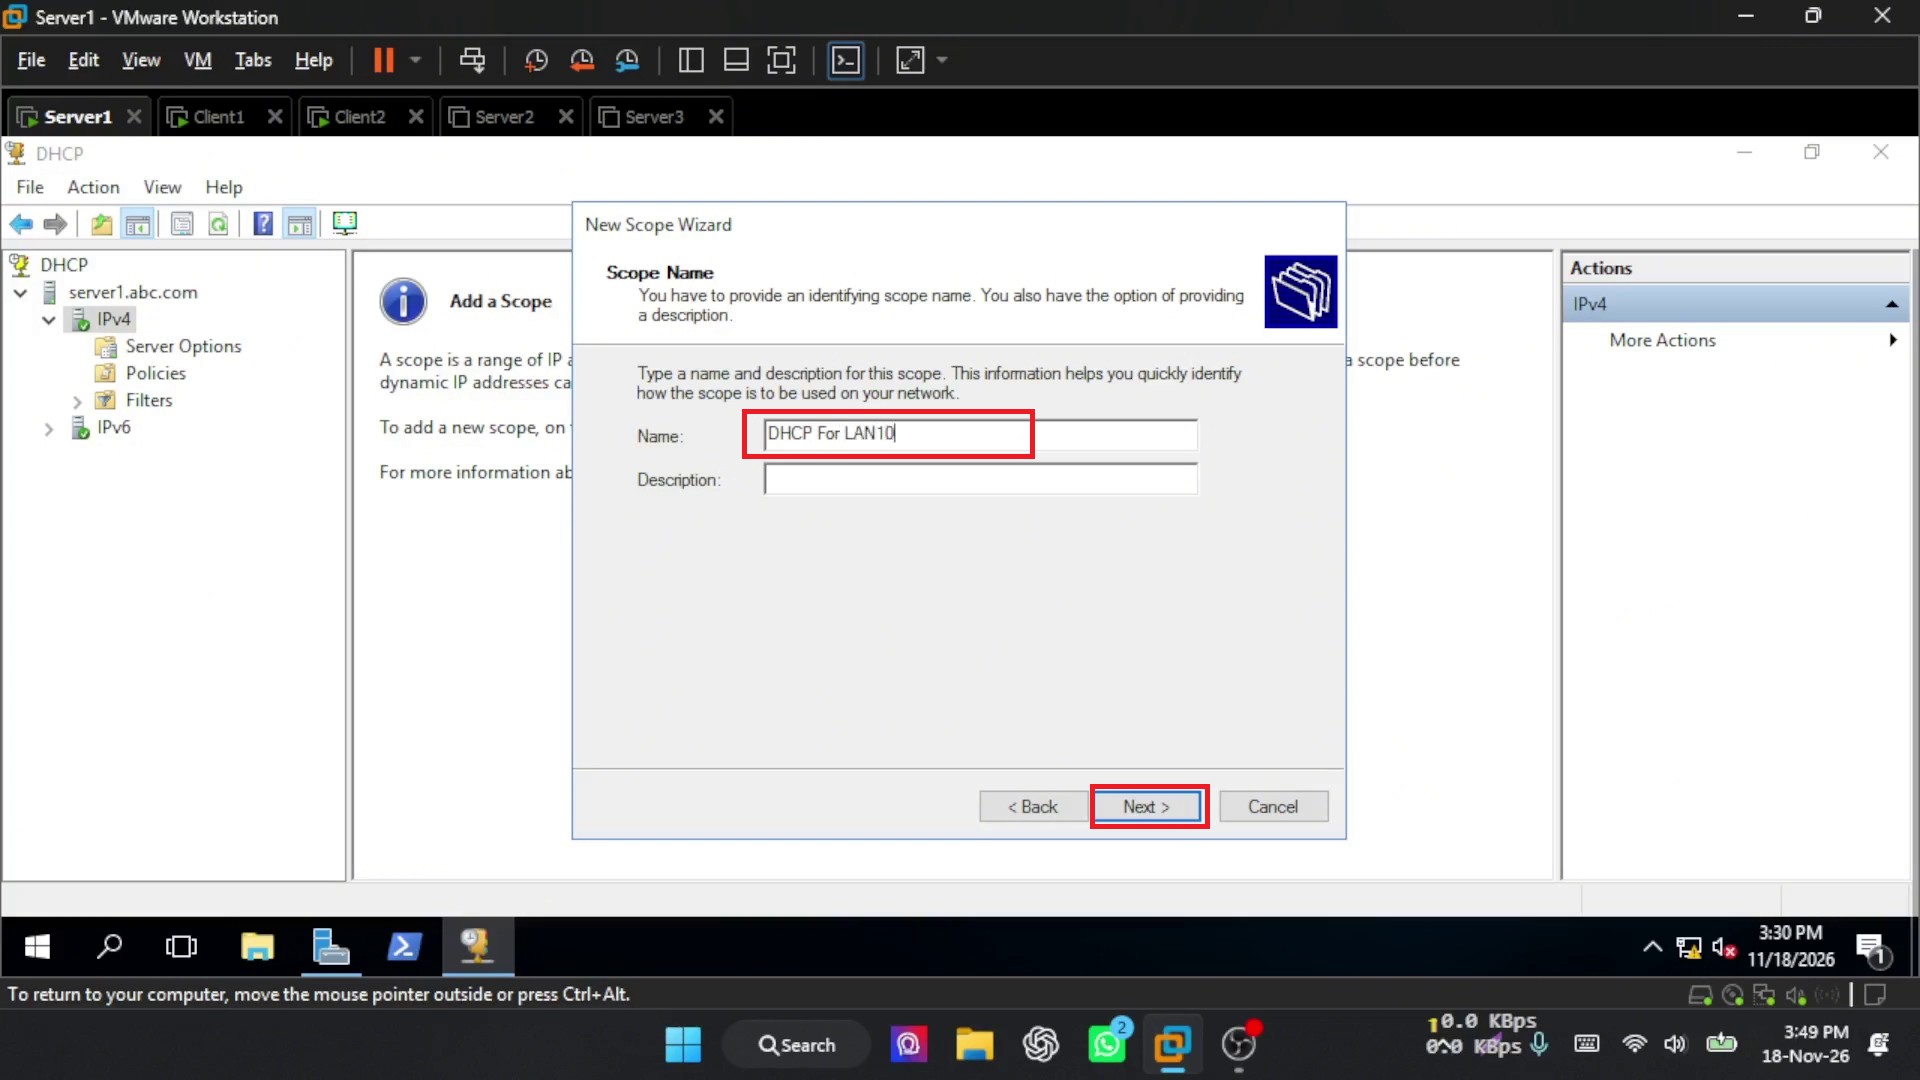 Server1 - VMware Workstation
File Edit View VM Tabs Help
Server1 Client1 Client2 Server2 Server3
DHCP
File Action View Help
DHCP
server1.abc.com
IPv4
Server Options
Policies
Filters
IPv6
Add a Scope
A scope is a range of IP a
a scope before
dynamic IP addresses ca
To add a new scope, on
For more information ab
New Scope Wizard
Scope Name
You have to provide an identifying scope name. You also have the option of providing
a description.
Type a name and description for this scope. This information helps you quickly identify
how the scope is to be used on your network.
Name: DHCP For LAN10
Description:
< Back Next > Cancel
Actions
IPv4
More Actions
3:30 PM
11/18/2026
1
To return to your computer, move the mouse pointer outside or press Ctrl+Alt.
Search
2
0.0 KBps
0.0 KBps
3:49 PM
18-Nov-26